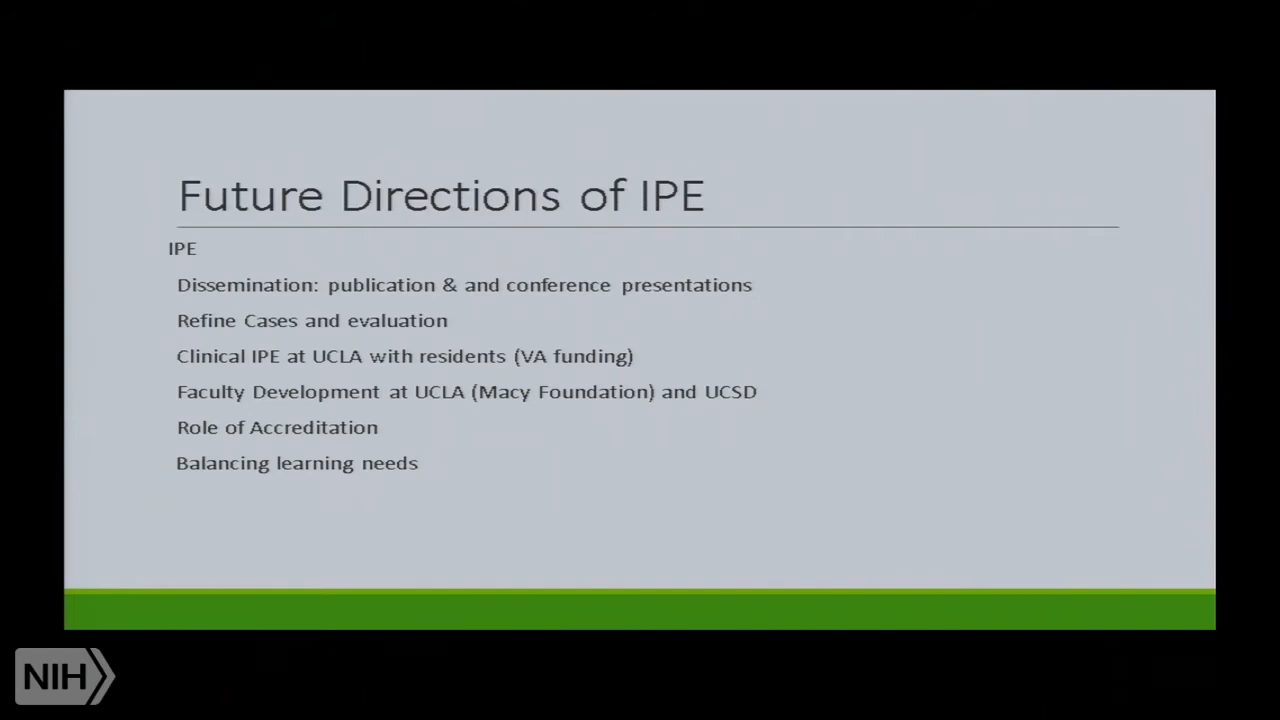 Future Directions of IPE
IPE
Dissemination: publication & and conference presentations
Refine Cases and evaluation
Clinical IPE at UCLA with residents (VA funding)
Faculty Development at UCLA (Macy Foundation) and UCSD
Role of Accreditation
Balancing learning needs
NIH